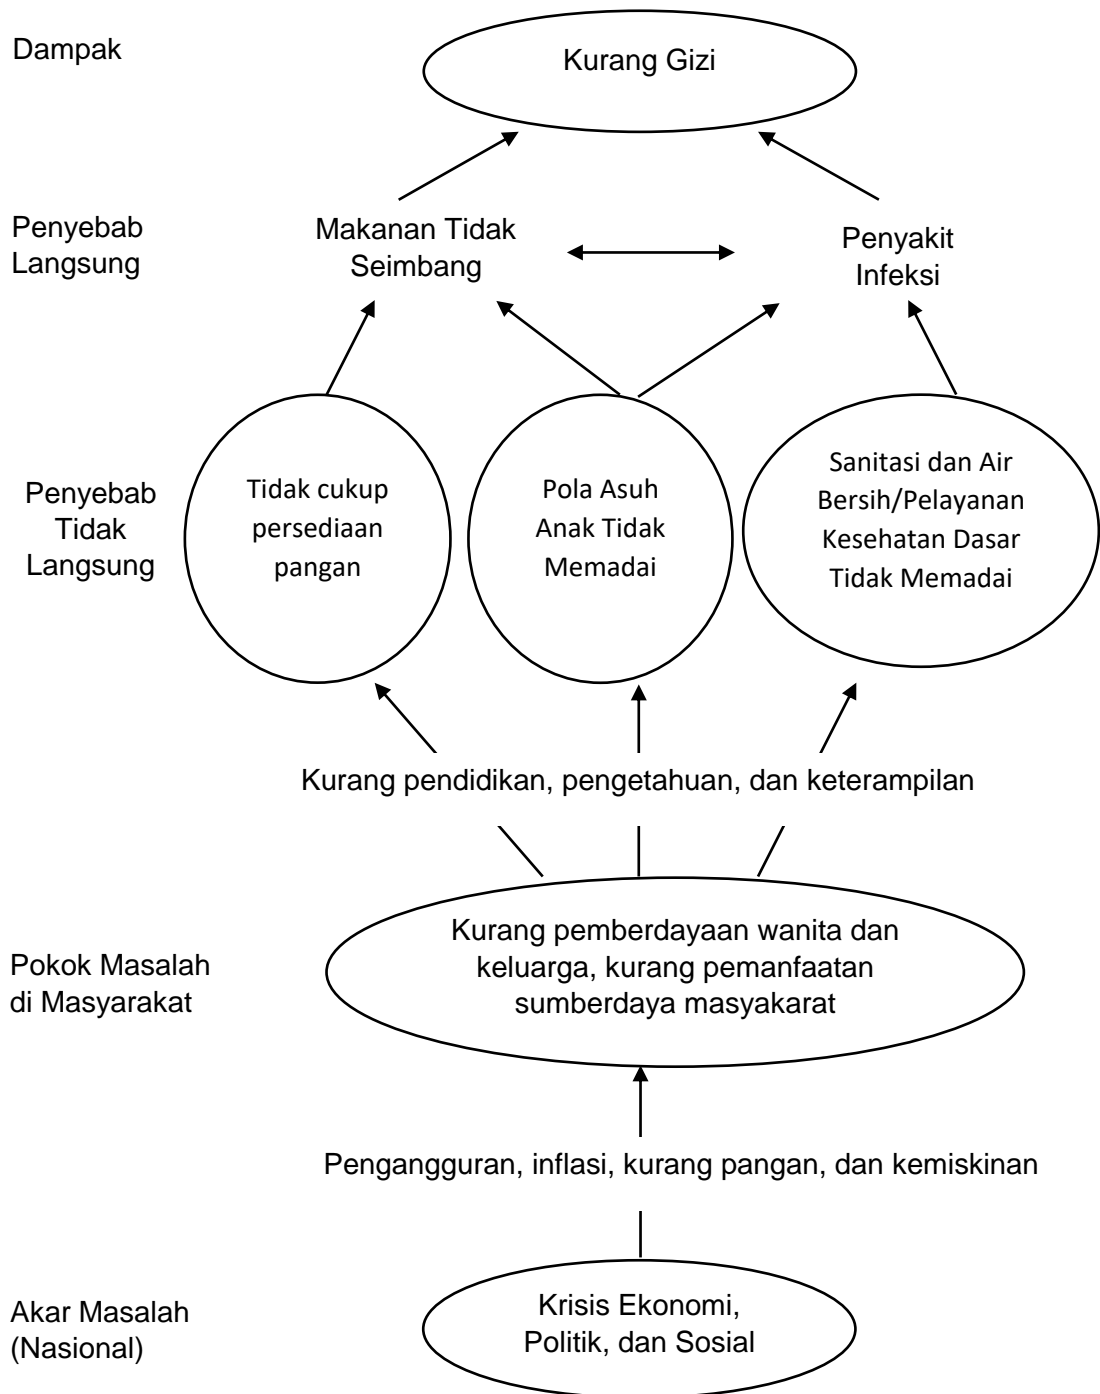 Dampak
Kurang Gizi
Penyebab
Langsung
Makanan Tidak
Seimbang
Penyakit
Infeksi
Penyebab
Tidak
Langsung
Tidak cukup
persediaan
pangan
Pola Asuh
Anak Tidak
Memadai
Sanitasi dan Air
Bersih/Pelayanan
Kesehatan Dasar
Tidak Memadai
Kurang pendidikan, pengetahuan, dan keterampilan
Pokok Masalah
di Masyarakat
Kurang pemberdayaan wanita dan
keluarga, kurang pemanfaatan
sumberdaya masyakarat
Pengangguran, inflasi, kurang pangan, dan kemiskinan
Akar Masalah
(Nasional)
Krisis Ekonomi,
Politik, dan Sosial